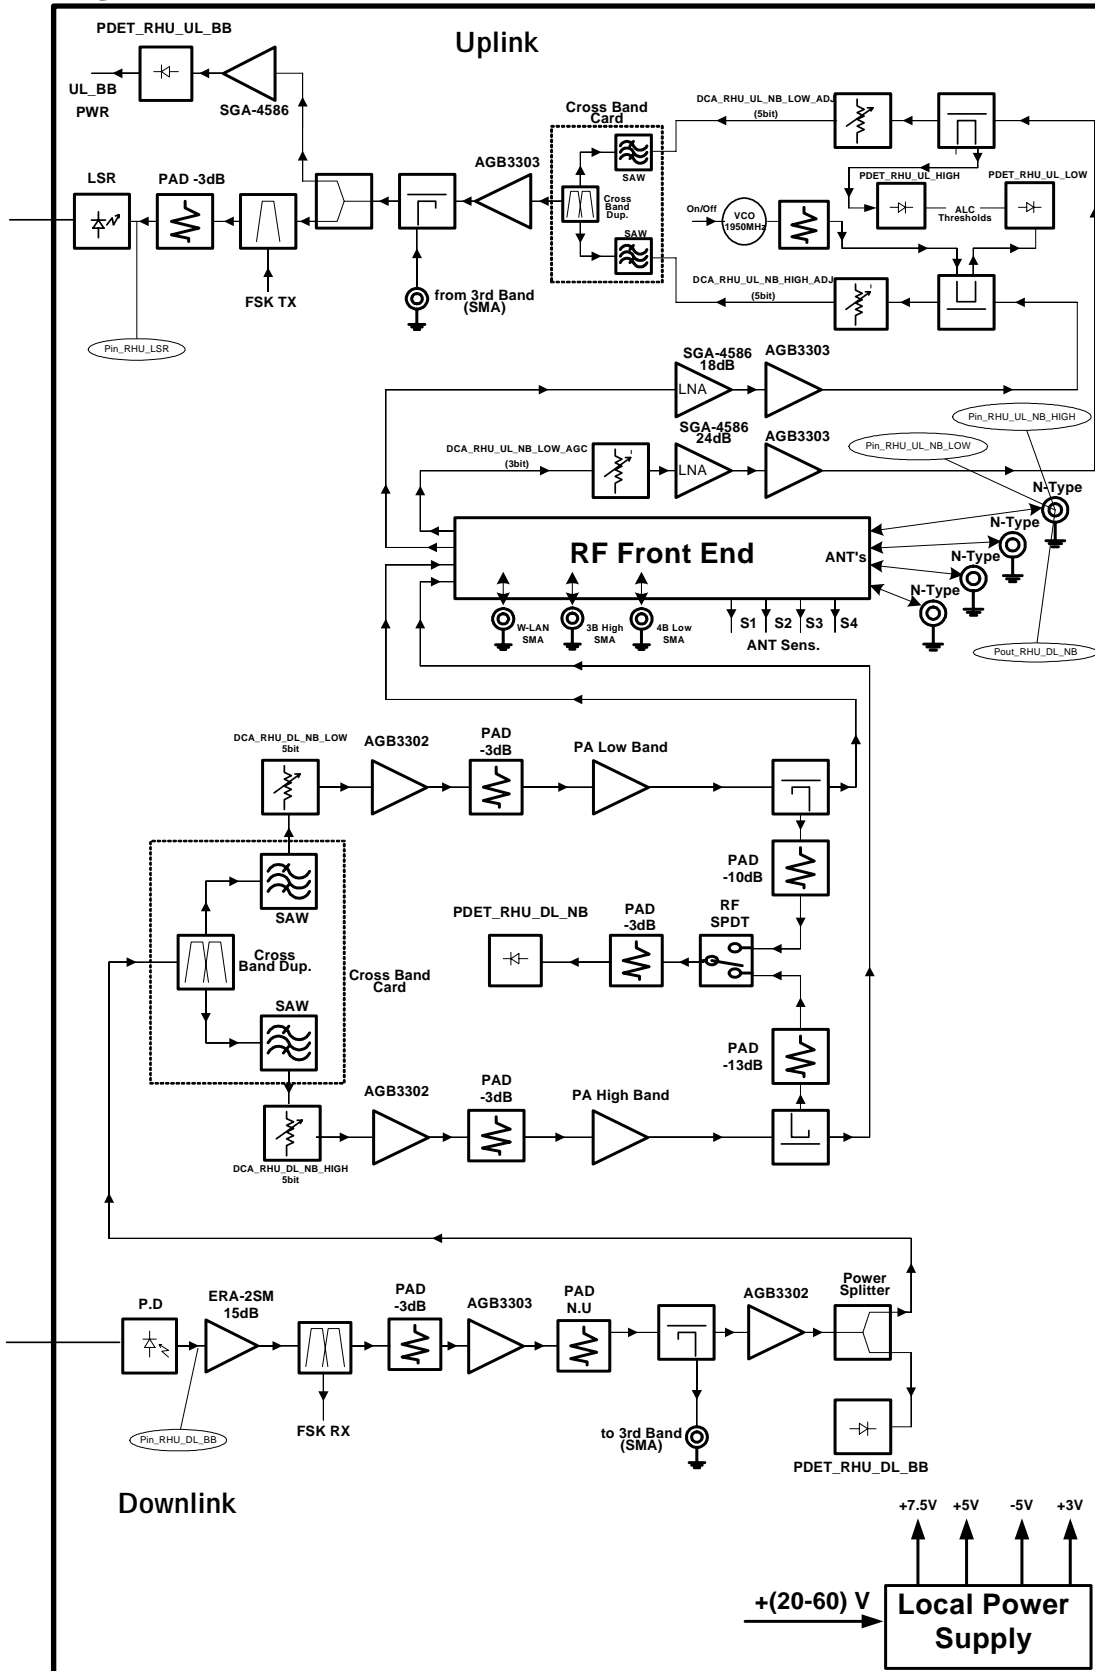 PDET_RHU_UL_BB
Uplink
UL_BB
PWR
SGA-4586
Cross Band
Card
DCA_RHU_UL_NB_LOW_ADJ
(5bit)
LSR
PAD -3dB
AGB3303
SAW
PDET_RHU_UL_HIGH
PDET_RHU_UL_LOW
Cross
Band
Dup.
On/Off
VCO
1950MHz
ALC
Thresholds
SAW
FSK TX
from 3rd Band
(SMA)
DCA_RHU_UL_NB_HIGH_ADJ
(5bit)
Pin_RHU_LSR
SGA-4586
18dB
AGB3303
LNA
Pin_RHU_UL_NB_HIGH
SGA-4586
24dB
AGB3303
Pin_RHU_UL_NB_LOW
DCA_RHU_UL_NB_LOW_AGC
(3bit)
LNA
N-Type
RF Front End
ANT's
N-Type
N-Type
N-Type
W-LAN
SMA
3B High
SMA
4B Low
SMA
S1
S2
S3
S4
ANT Sens.
Pout_RHU_DL_NB
DCA_RHU_DL_NB_LOW
5bit
AGB3302
PAD
-3dB
PA Low Band
SAW
PAD
-10dB
PDET_RHU_DL_NB
PAD
-3dB
RF
SPDT
Cross
Band Dup.
Cross Band
Card
SAW
PAD
-13dB
AGB3302
PAD
-3dB
PA High Band
DCA_RHU_DL_NB_HIGH
5bit
P.D
ERA-2SM
15dB
PAD
-3dB
AGB3303
PAD
N.U
AGB3302
Power
Splitter
Pin_RHU_DL_BB
FSK RX
to 3rd Band
(SMA)
PDET_RHU_DL_BB
Downlink
+7.5V
+5V
-5V
+3V
+(20-60) V
Local Power
Supply